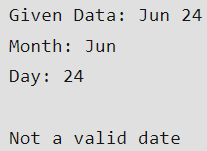 Given Data: Jun 24
Month: Jun
Day: 24
Not a valid date